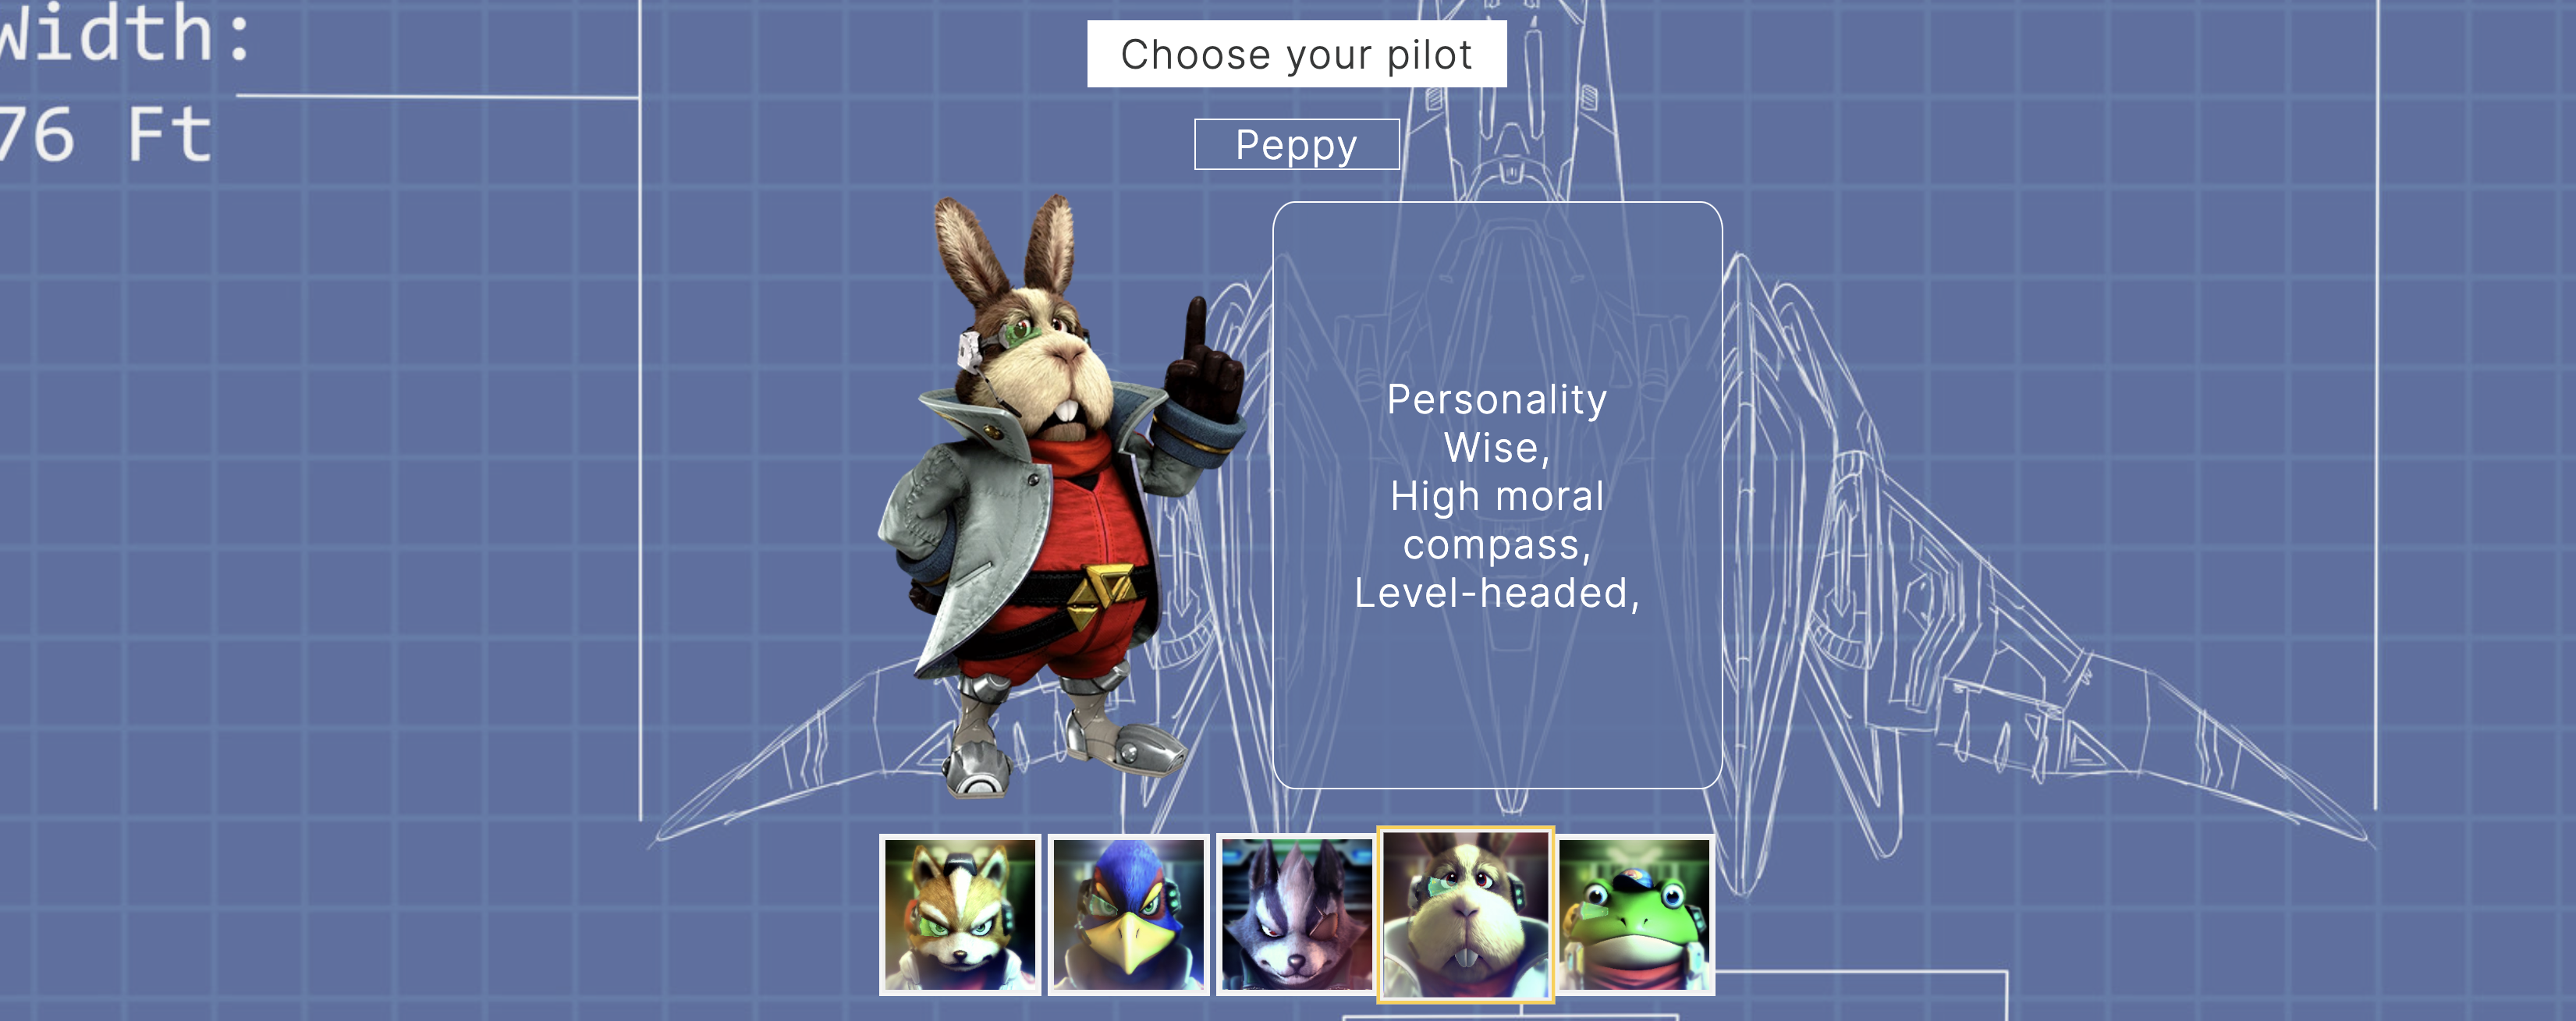 Width:
76 Ft
Choose your pilot
Peppy
Personality
Wise,
High moral
compass,
Level-headed,